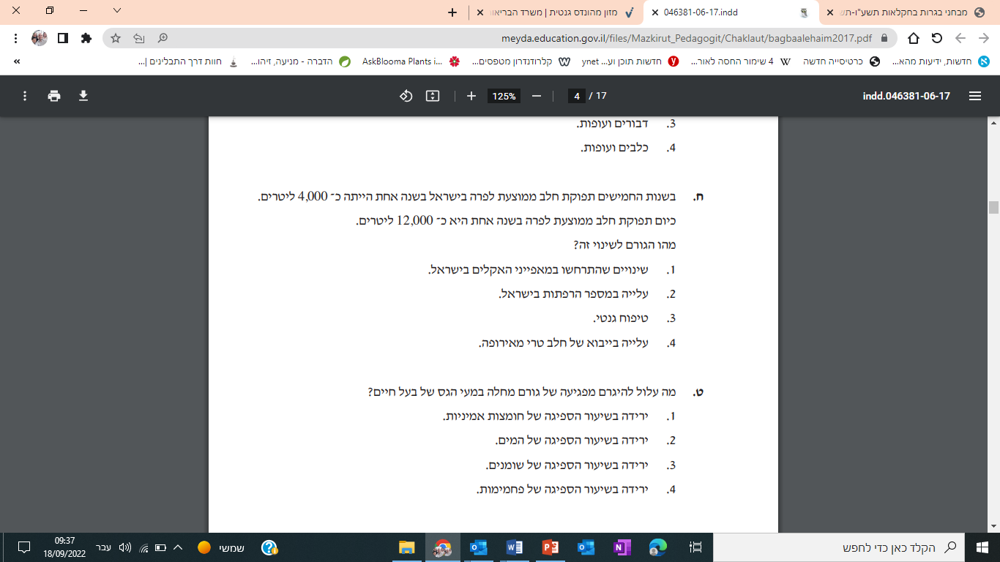 מבחני בגרות בחקלאות תשע"ו-תש
046381-06-17.indd
מזון מהונדס גנטית | משרד הבריאו
meyda.education.gov.il/files/Mazkirut_Pedagogit/Chaklaut/bagbaalehaim2017.pdf
חדשות, ידיעות מהא...
כרטיסייה חדשה
4 שימור החסה לאור...
חדשות תוכן וע... ynet
קלרודנדרון מטפסים...
AskBlooma Plants i...
הדברה - מניעה, זיהו...
חוות דרך התבלינים |...
indd.046381-06-17
4 / 17
125%
3. דבורים ועופות.
4. כלבים ועופות.
ח. בשנות החמישים תפוקת חלב ממוצעת לפרה בישראל בשנה אחת הייתה כ־ 4,000 ליטרים.
כיום תפוקת חלב ממוצעת לפרה בשנה אחת היא כ־ 12,000 ליטרים.
מהו הגורם לשינוי זה?
1. שינויים שהתרחשו במאפייני האקלים בישראל.
2. עלייה במספר הרפתות בישראל.
3. טיפוח גנטי.
4. עלייה בייבוא של חלב טרי מאירופה.
ט. מה עלול להיגרם מפגיעה של גורם מחלה במעי הגס של בעל חיים?
1. ירידה בשיעור הספיגה של חומצות אמיניות.
2. ירידה בשיעור הספיגה של המים.
3. ירידה בשיעור הספיגה של שומנים.
4. ירידה בשיעור הספיגה של פחמימות.
הקלד כאן כדי לחפש
שמשי
עבר
09:37
18/09/2022